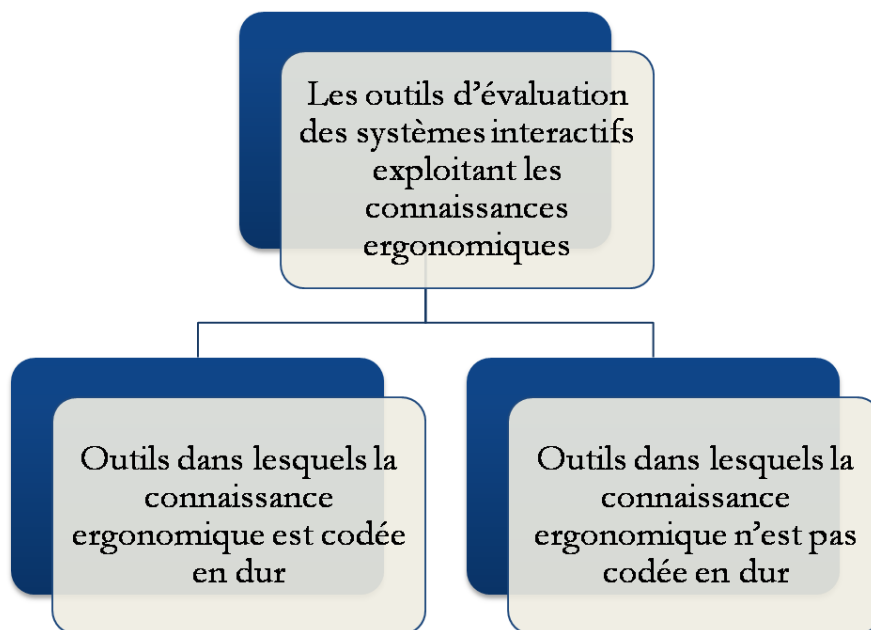 Les outils d'évaluation
des systèmes interactifs
exploitant les
connaissances
ergonomiques
Outils dans lesquels la
connaissance
ergonomique est codée
en dur
Outils dans lesquels la
connaissance
ergonomique n'est pas
codée en dur